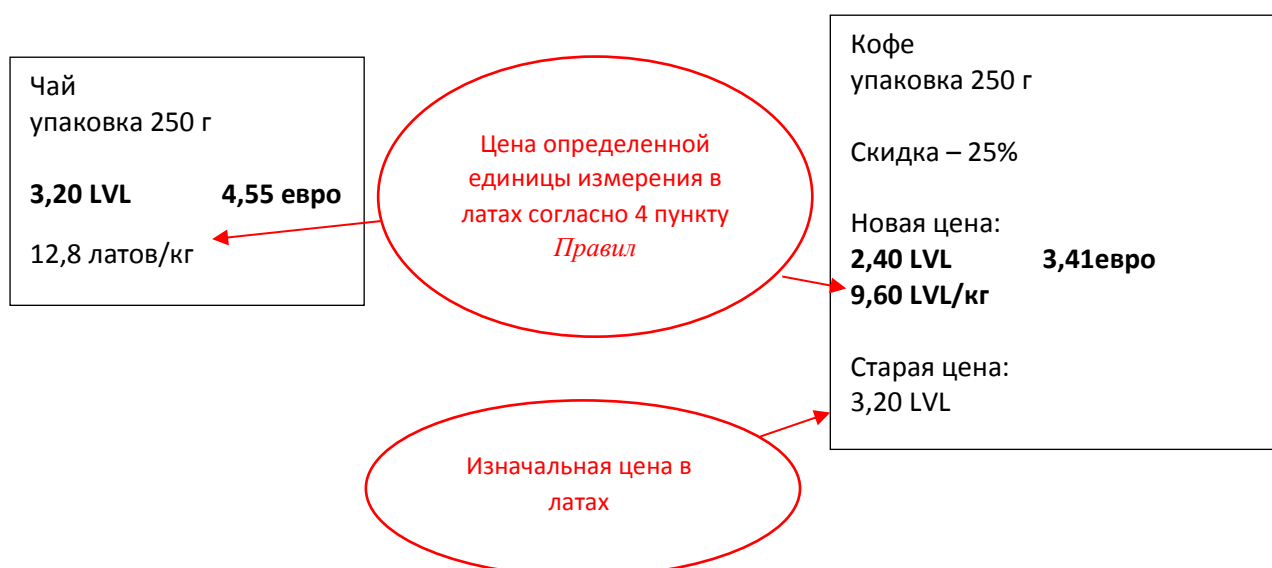 Чай
упаковка 250 г
3,20 LVL 4,55 евро
12,8 латов/кг
Цена определенной
единицы измерения в
латах согласно 4 пункту
Правил
Кофе
упаковка 250 г
Скидка – 25%
Новая цена:
2,40 LVL 3,41евро
9,60 LVL/кг
Старая цена:
3,20 LVL
Изначальная цена в
латах